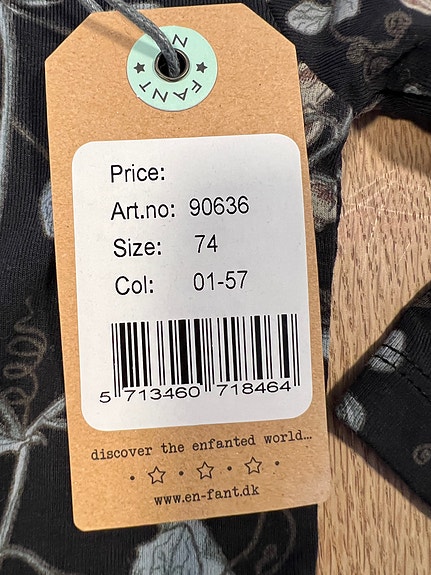 EN FANT
Price:
Art.no: 90636
Size: 74
Col: 01-57
5 713460 718464
discover the enfanted world...
www.en-fant.dk